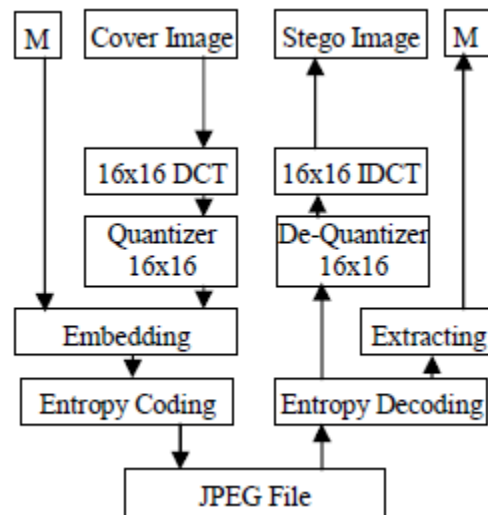 M
Cover Image
Stego Image
M
16x16 DCT
16x16 IDCT
Quantizer
16x16
De-Quantizer
16x16
Embedding
Extracting
Entropy Coding
Entropy Decoding
JPEG File